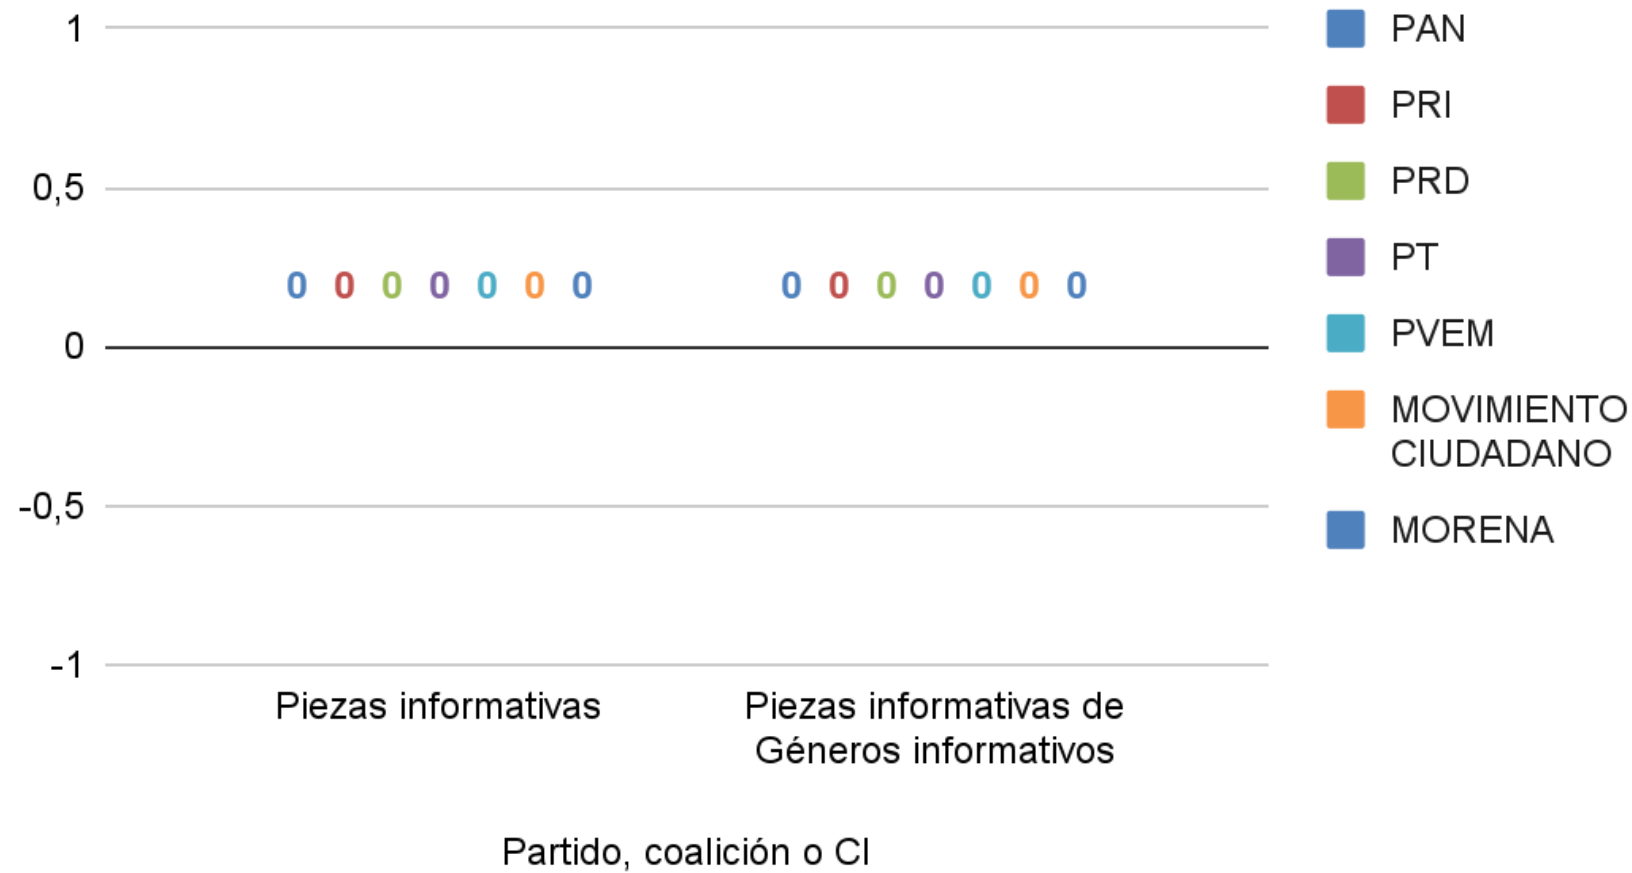 1
0,5
0
-0,5
-1
0 0 0 0 0 0 0
0 0 0 0 0 0 0
Piezas informativas
Piezas informativas de
Géneros informativos
Partido, coalición o CI
PAN
PRI
PRD
PT
PVEM
MOVIMIENTO
CIUDADANO
MORENA